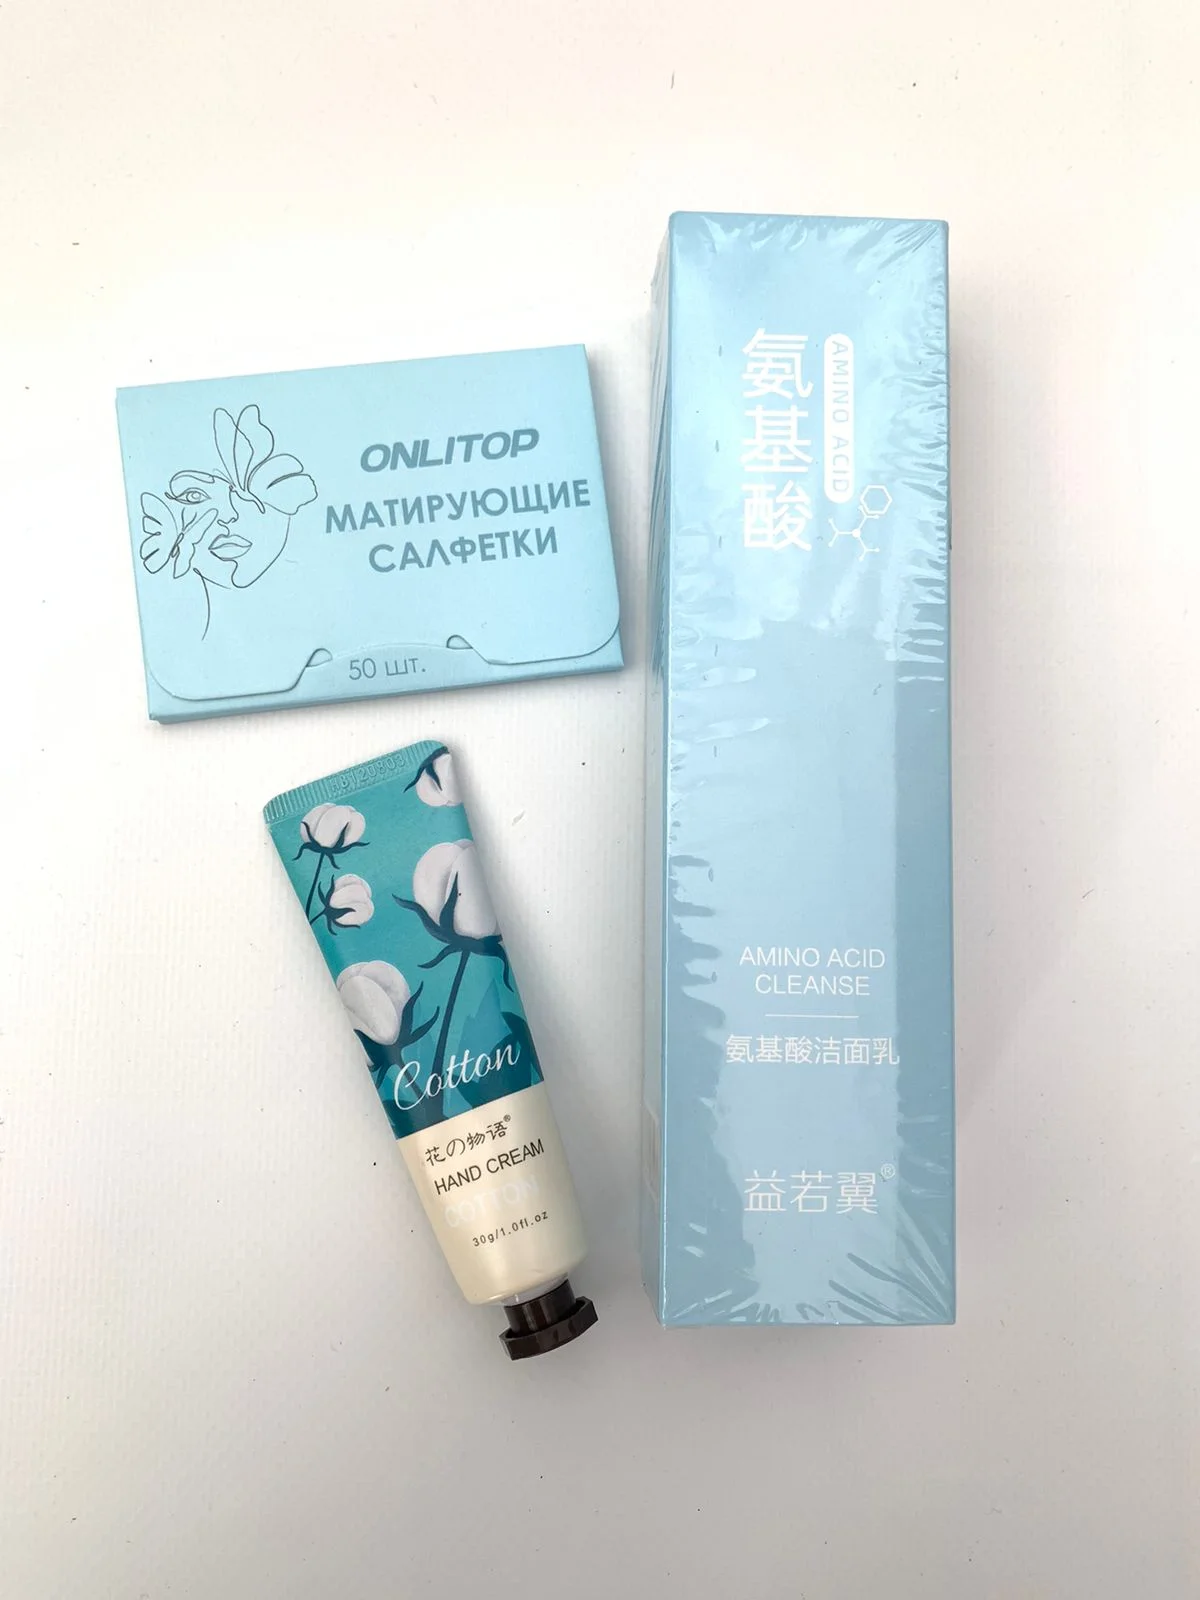 ONLITOP
МАТИРУЮЩИЕ
САЛФЕТКИ
50 шт.
氨基酸
AMINO ACID
AMINO ACID
CLEANSE
氨基酸洁面乳
益若翼®
HB120803
Cotton
花の物语®
HAND CREAM
COTTON
30g/1.0fl.oz